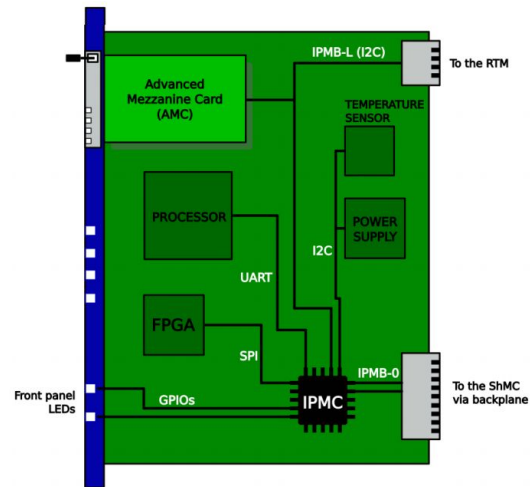 IPMB-L (I2C)
To the RTM
Advanced
Mezzanine Card
(AMC)
TEMPERATURE
SENSOR
PROCESSOR
POWER
SUPPLY
I2C
UART
FPGA
SPI
IPMB-0
To the ShMC
via backplane
Front panel
LEDs
GPIOs
IPMC